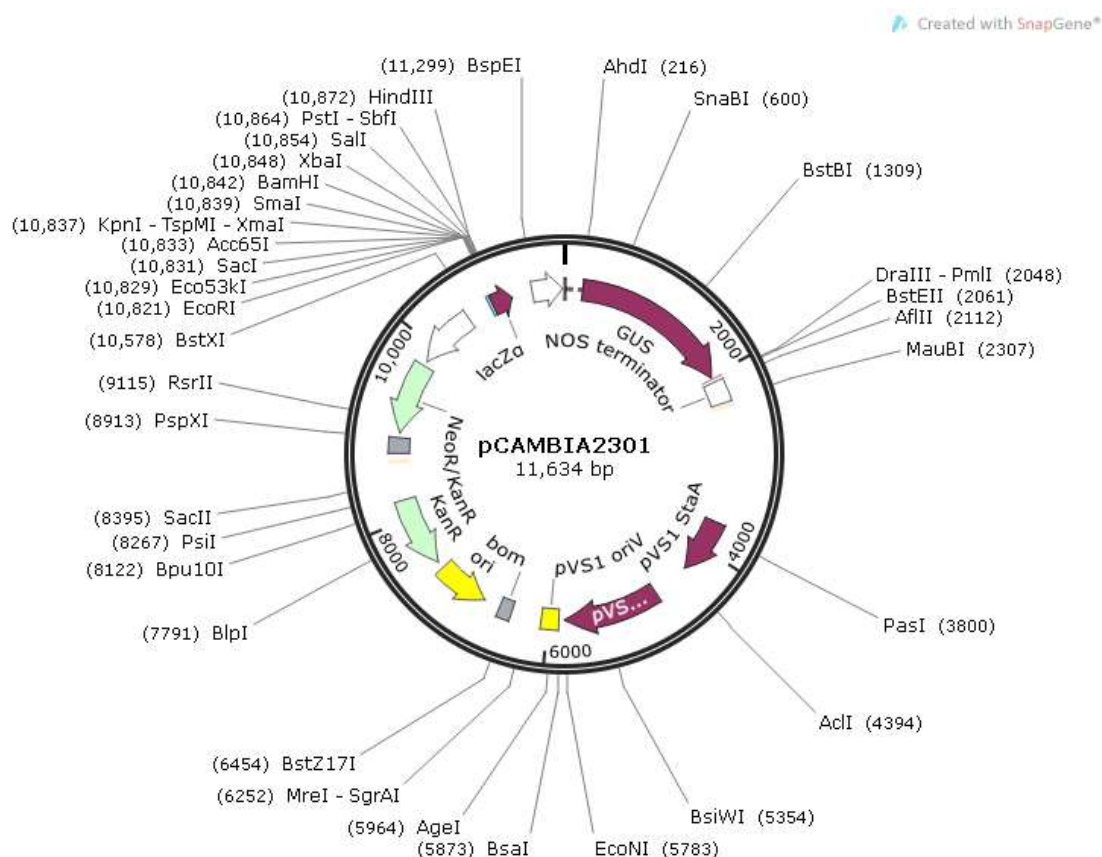 Created with SnapGene®
(11,299) BspEI
(10,872) HindIII
(10,864) PstI - SbfI
(10,854) SalI
(10,848) XbaI
(10,842) BamHI
(10,839) SmaI
(10,837) KpnI - TspMI - XmaI
(10,833) Acc65I
(10,831) SacI
(10,829) Eco53kI
(10,821) EcoRI
(10,578) BstXI
(9115) RsrII
(8913) PspXI
(8395) SacII
(8267) PsiI
(8122) Bpu10I
(7791) BlpI
(6454) BstZ17I
(6252) MreI - SgrAI
(5964) AgeI
(5873) BsaI
AhdI (216)
SnaBI (600)
BstBI (1309)
DraIII - PmlI (2048)
BstEII (2061)
AflII (2112)
MauBI (2307)
PasI (3800)
AclI (4394)
BsiWI (5354)
EcoNI (5783)
2000
4000
6000
8000
10,000
GUS
NOS terminator
lacZα
NeoR/KanR
KanR
ori
bom
pVS1 oriV
pVS...
pVS1 StaA
pCAMBIA2301
11,634 bp